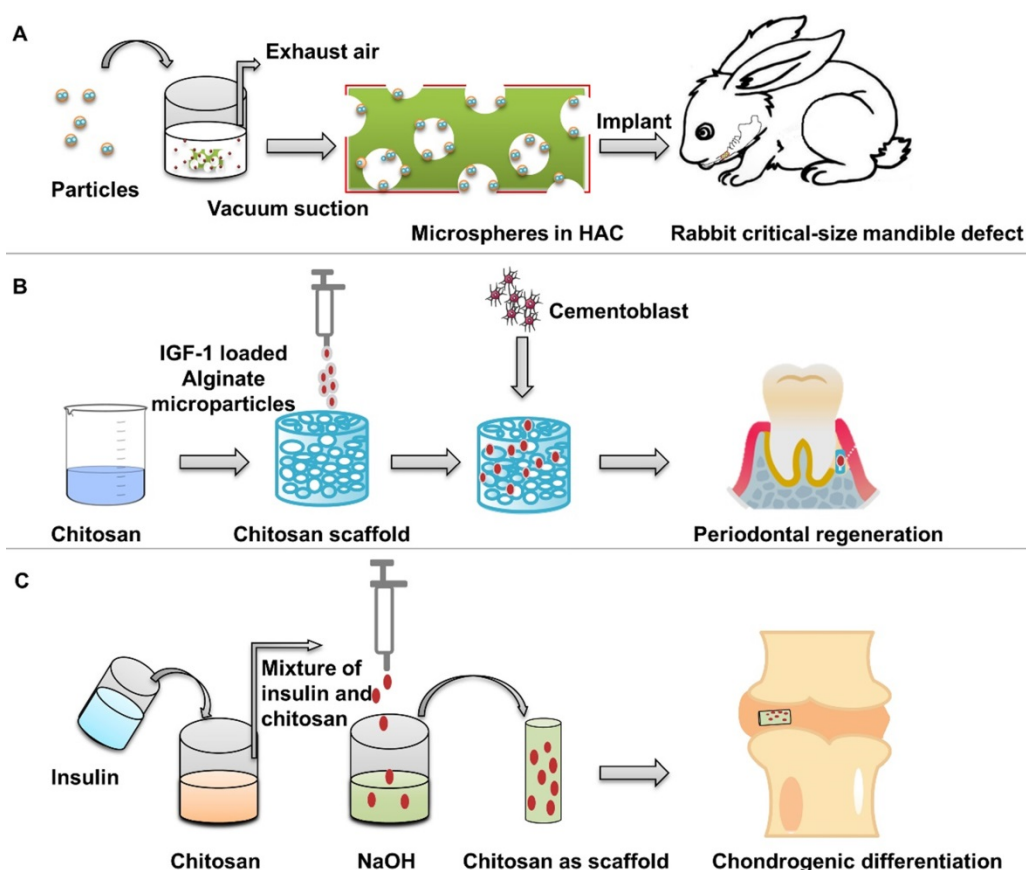 A
Exhaust air
Implant
Particles
Vacuum suction
Microspheres in HAC
Rabbit critical-size mandible defect
B
Cementoblast
IGF-1 loaded
Alginate
microparticles
Chitosan
Chitosan scaffold
Periodontal regeneration
C
Mixture of
insulin and
chitosan
Insulin
Chitosan
NaOH
Chitosan as scaffold
Chondrogenic differentiation